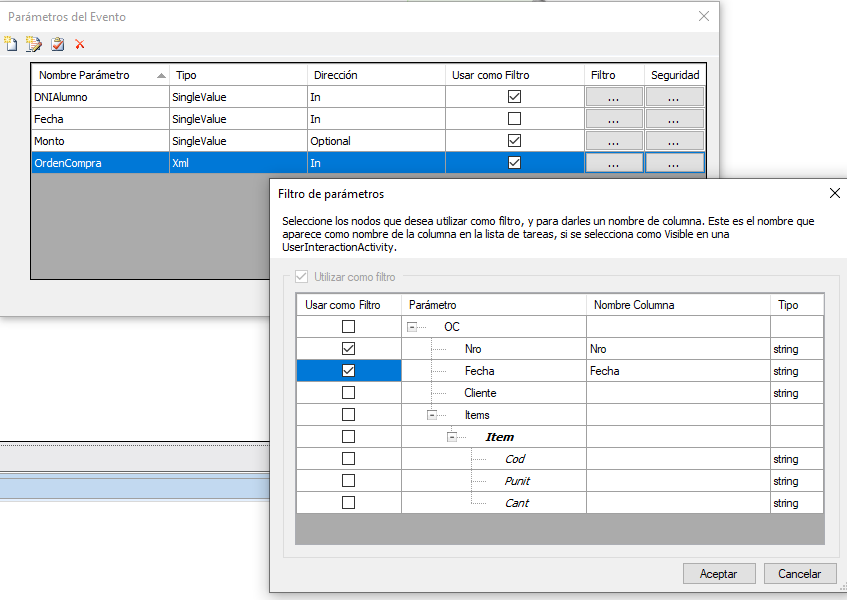 Parámetros del Evento
Nombre Parámetro Tipo Dirección Usar como Filtro Filtro Seguridad
DNIAlumno SingleValue In ... ...
Fecha SingleValue In ... ...
Monto SingleValue Optional ... ...
OrdenCompra Xml In ... ...
Filtro de parámetros
Seleccione los nodos que desea utilizar como filtro, y para darles un nombre de columna. Este es el nombre que
aparece como nombre de la columna en la lista de tareas, si se selecciona como Visible en una
UserInteractionActivity.
Utilizar como filtro
Usar como Filtro Parámetro Nombre Columna Tipo
OC
Nro Nro string
Fecha Fecha string
Cliente string
Items
Item
Cod string
Punit string
Cant string
Aceptar Cancelar